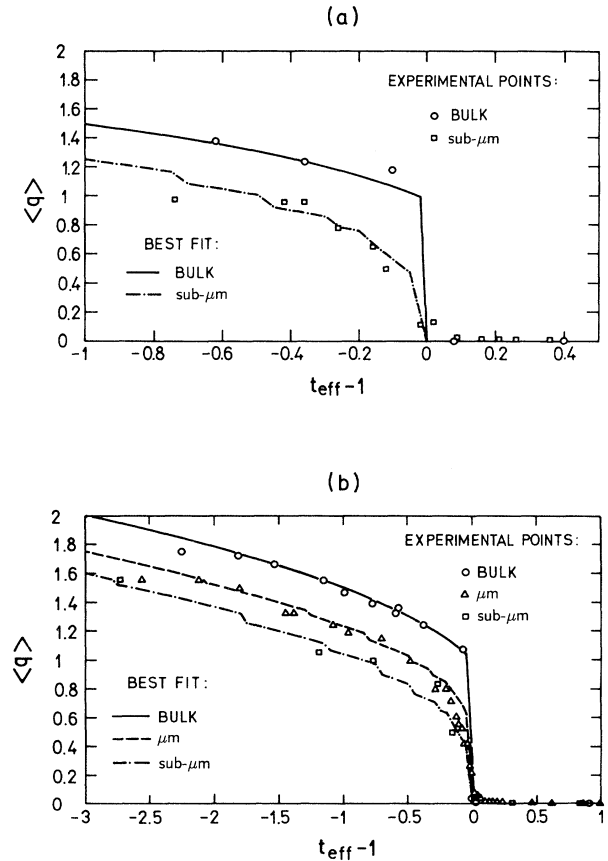 (a)
2
1.8
1.6
1.4
1.2
1
0.8
0.6
0.4
0.2
0
<q>
EXPERIMENTAL POINTS:
BULK
sub-μm
BEST FIT:
BULK
sub-μm
-1 -0.8 -0.6 -0.4 -0.2 0 0.2 0.4
teff-1
(b)
2
1.8
1.6
1.4
1.2
1
0.8
0.6
0.4
0.2
0
<q>
EXPERIMENTAL POINTS:
BULK
μm
sub-μm
BEST FIT:
BULK
μm
sub-μm
-3 -2.5 -2 -1.5 -1 -0.5 0 0.5 1
teff-1